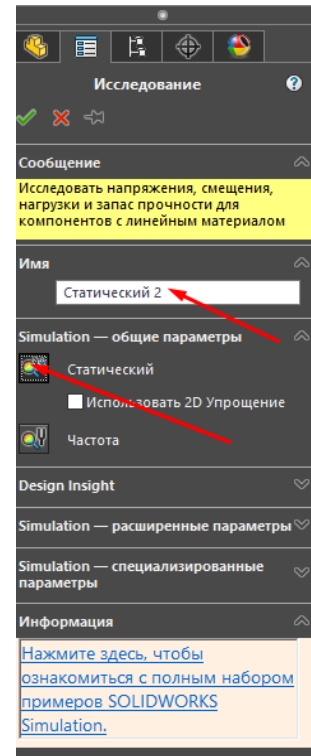 Исследование
Сообщение
Исследовать напряжения, смещения,
нагрузки и запас прочности для
компонентов с линейным материалом
Имя
Статический 2
Simulation — общие параметры
Статический
Использовать 2D Упрощение
Частота
Design Insight
Simulation — расширенные параметры
Simulation — специализированные
параметры
Информация
Нажмите здесь, чтобы
ознакомиться с полным набором
примеров SOLIDWORKS
Simulation.